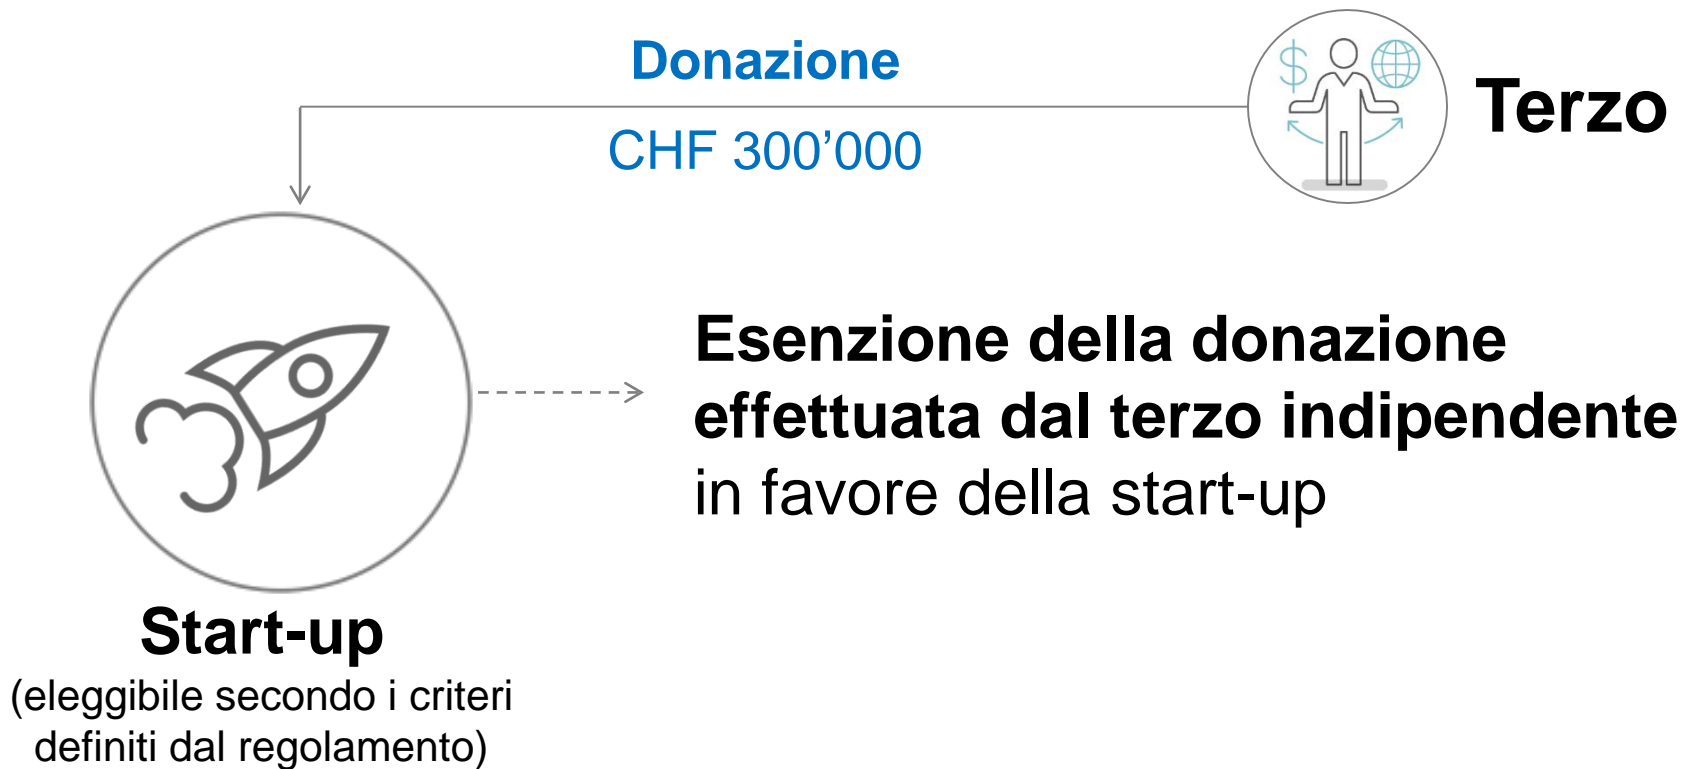 Donazione
CHF 300’000
Terzo
Esenzione della donazione
effettuata dal terzo indipendente
in favore della start-up
Start-up
(eleggibile secondo i criteri
definiti dal regolamento)